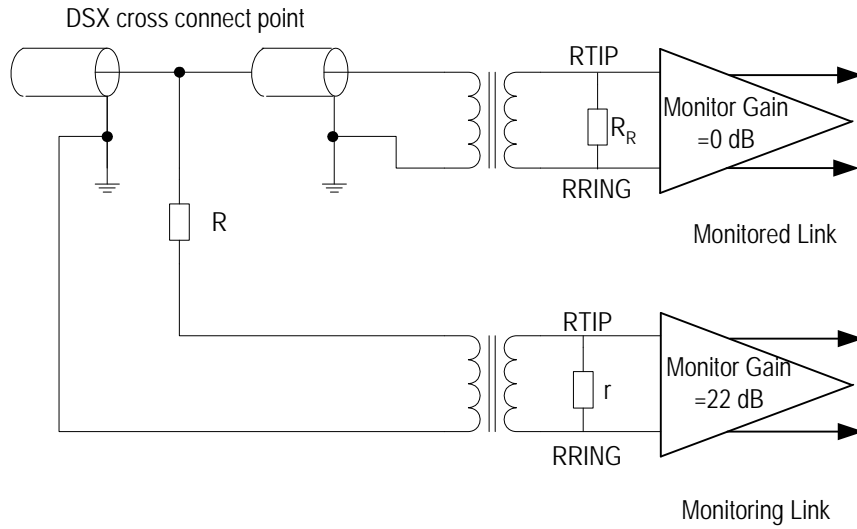 DSX cross connect point
RTIP
Monitor Gain
=0 dB
R_R
RRING
Monitored Link
R
RTIP
Monitor Gain
=22 dB
r
RRING
Monitoring Link